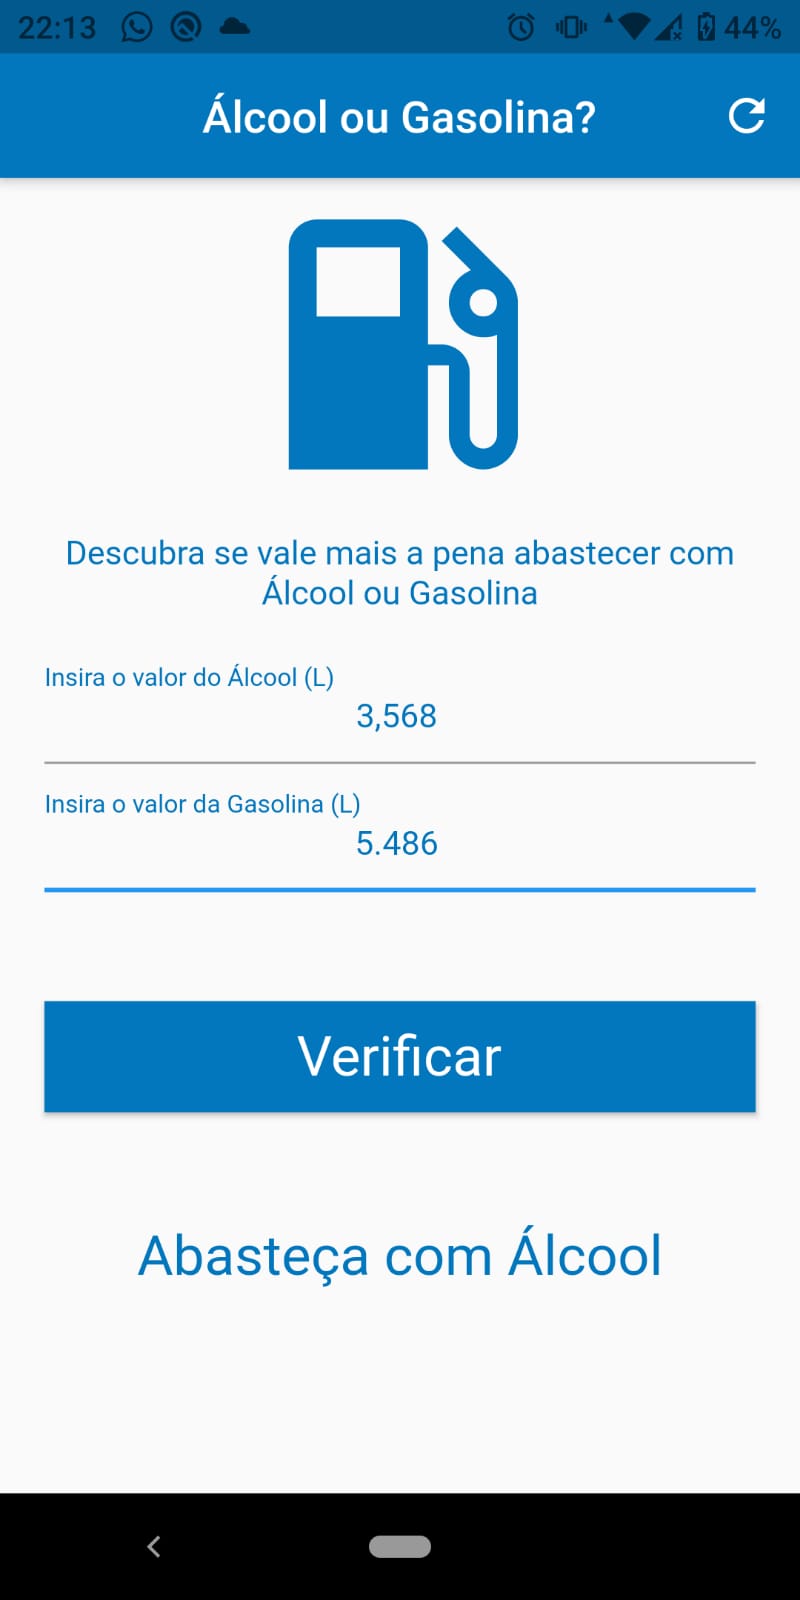 22:13 44%
Álcool ou Gasolina?
Descubra se vale mais a pena abastecer com
Álcool ou Gasolina
Insira o valor do Álcool (L)
3,568
Insira o valor da Gasolina (L)
5.486
Verificar
Abasteça com Álcool